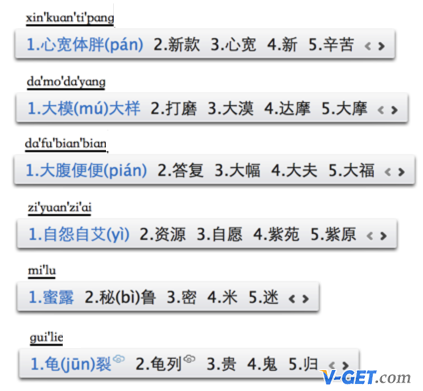 xin'kuan'ti'pang
1.心宽体胖(pán) 2.新款 3.心宽 4.新 5.辛苦
da'mo'da'yang
1.大模(mú)大样 2.打磨 3.大漠 4.达摩 5.大摩
da'fu'bian'bian
1.大腹便便(pián) 2.答复 3.大幅 4.大夫 5.大福
zi'yuan'zi'ai
1.自怨自艾(yì) 2.资源 3.自愿 4.紫苑 5.紫原
mi'lu
1.蜜露 2.秘(bì)鲁 3.密 4.米 5.迷
gui'lie
1.龟(jūn)裂 2.龟列 3.贵 4.鬼 5.归
V-GET.com